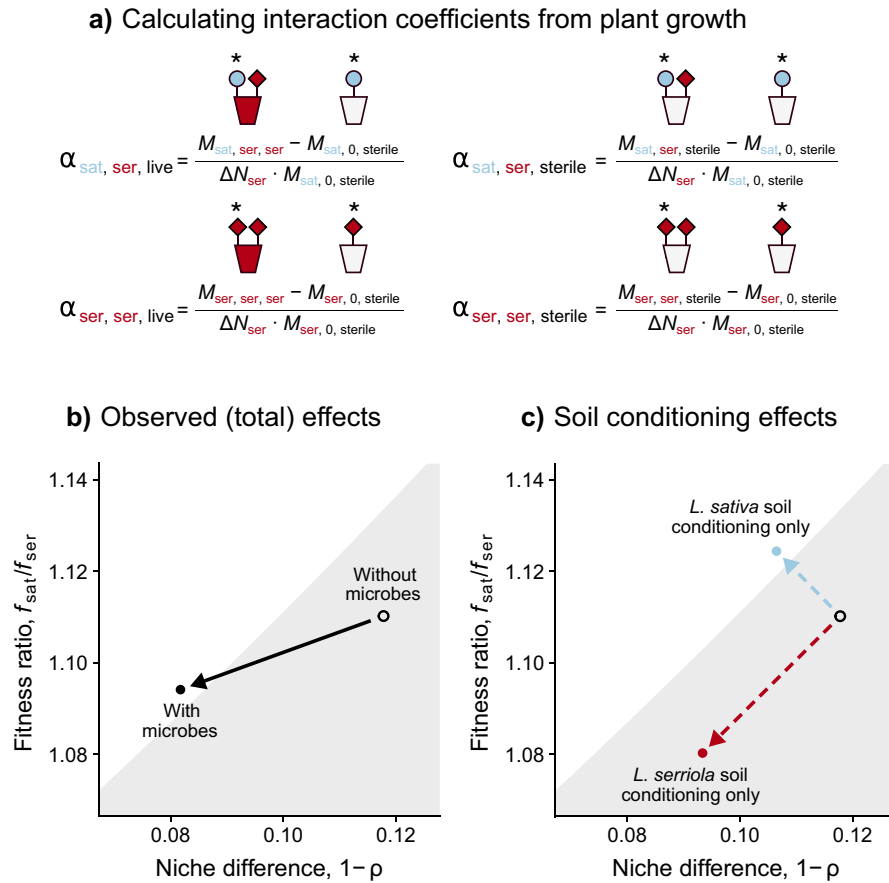 a) Calculating interaction coefficients from plant growth
* * * *
α sat, ser, live = (M sat, ser, ser − M sat, 0, sterile) / (ΔN ser · M sat, 0, sterile)
α sat, ser, sterile = (M sat, ser, sterile − M sat, 0, sterile) / (ΔN ser · M sat, 0, sterile)
* * * *
α ser, ser, live = (M ser, ser, ser − M ser, 0, sterile) / (ΔN ser · M ser, 0, sterile)
α ser, ser, sterile = (M ser, ser, sterile − M ser, 0, sterile) / (ΔN ser · M ser, 0, sterile)
b) Observed (total) effects
Fitness ratio, f sat/f ser
1.14
1.12
1.10
1.08
Without
microbes
With
microbes
0.08 0.10 0.12
Niche difference, 1−ρ
c) Soil conditioning effects
Fitness ratio, f sat/f ser
1.14
1.12
1.10
1.08
L. sativa soil
conditioning only
L. serriola soil
conditioning only
0.08 0.10 0.12
Niche difference, 1−ρ